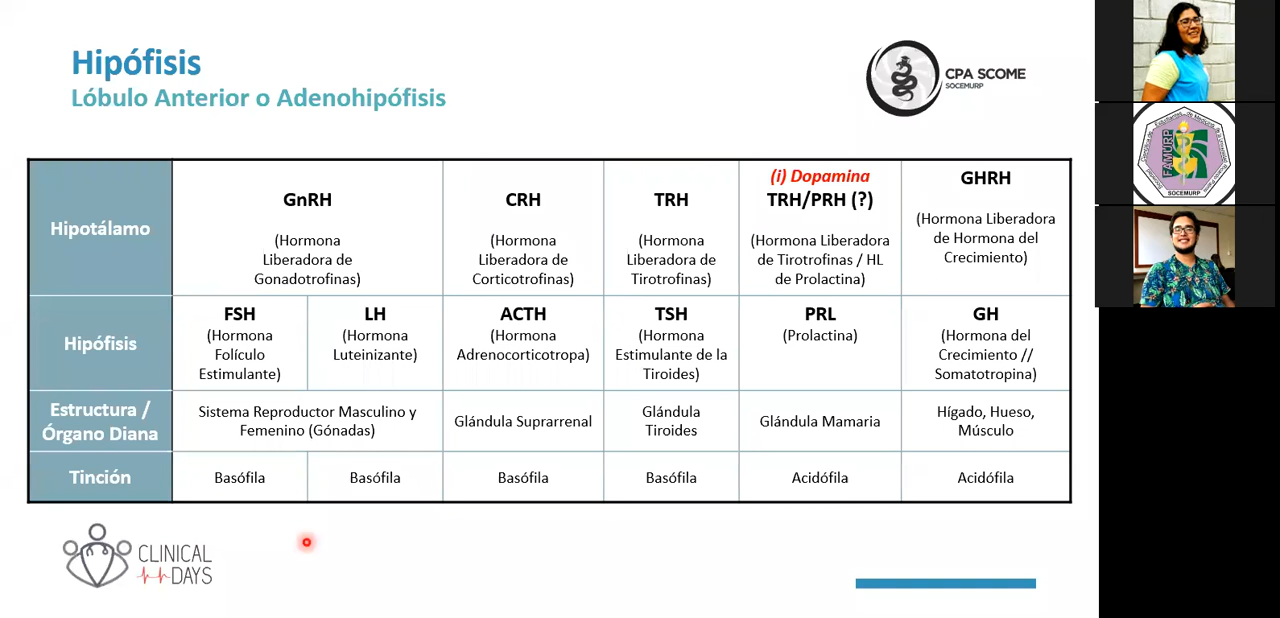 Hipófisis
Lóbulo Anterior o Adenohipófisis
CPA SCOME
SOCEMURP
Hipotálamo
GnRH
(Hormona
Liberadora de
Gonadotrofinas)
CRH
(Hormona
Liberadora de
Corticotrofinas)
TRH
(Hormona
Liberadora de
Tirotrofinas)
(i) Dopamina
TRH/PRH (?)
(Hormona Liberadora
de Tirotrofinas / HL
de Prolactina)
GHRH
(Hormona Liberadora
de Hormona del
Crecimiento)
Hipófisis
FSH
(Hormona
Folículo
Estimulante)
LH
(Hormona
Luteinizante)
ACTH
(Hormona
Adrenocorticotropa)
TSH
(Hormona
Estimulante de la
Tiroides)
PRL
(Prolactina)
GH
(Hormona del
Crecimiento //
Somatotropina)
Estructura /
Órgano Diana
Sistema Reproductor Masculino y
Femenino (Gónadas)
Glándula Suprarrenal
Glándula
Tiroides
Glándula Mamaria
Hígado, Hueso,
Músculo
Tinción
Basófila
Basófila
Basófila
Basófila
Acidófila
Acidófila
CLINICAL
DAYS
FAMURP
SOCEMURP